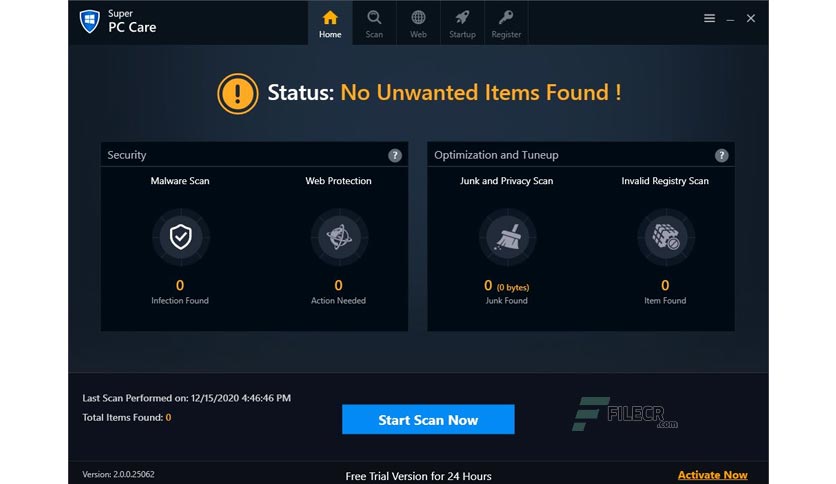 Super
PC Care
Home
Scan
Web
Startup
Register
Status: No Unwanted Items Found !
Security
?
Malware Scan
Web Protection
0
Infection Found
0
Action Needed
Optimization and Tuneup
?
Junk and Privacy Scan
Invalid Registry Scan
0 (0 bytes)
Junk Found
0
Item Found
Last Scan Performed on: 12/15/2020 4:46:46 PM
Total Items Found: 0
Start Scan Now
FILECR
.com
Version: 2.0.0.25062
Free Trial Version for 24 Hours
Activate Now